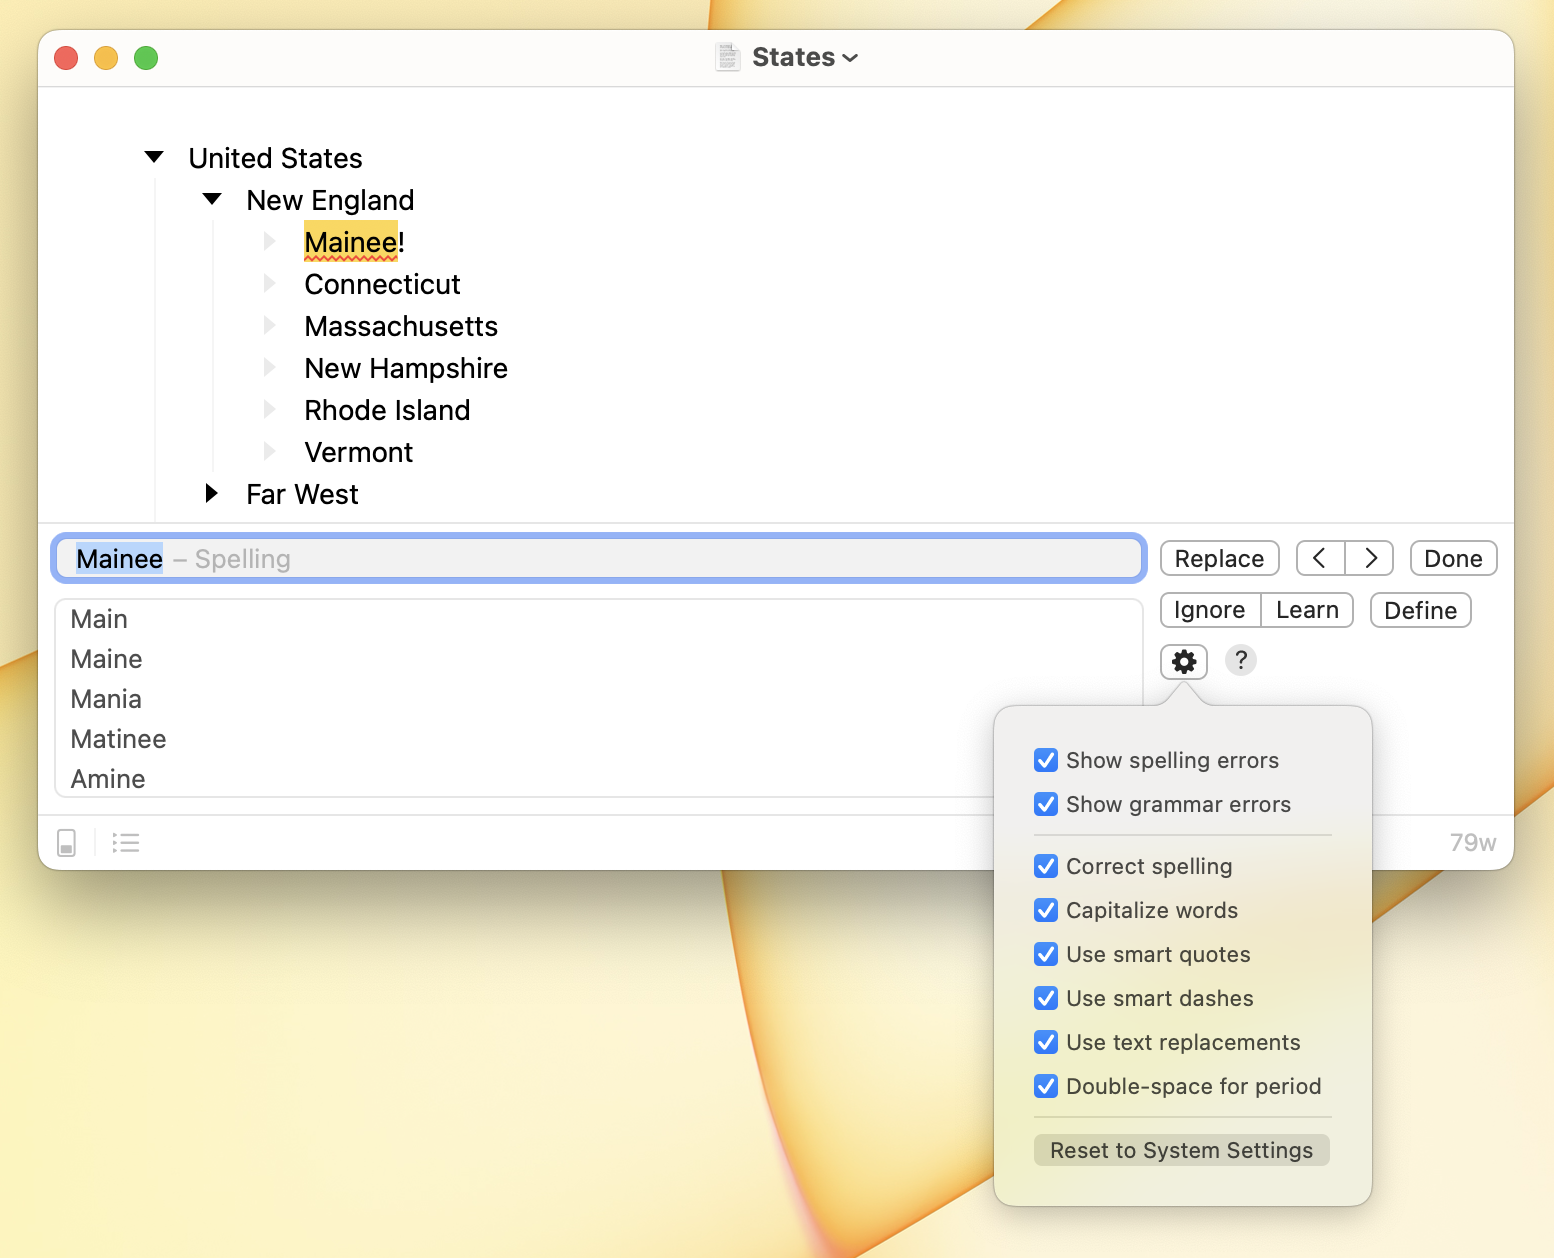 States
United States
New England
Mainee!
Connecticut
Massachusetts
New Hampshire
Rhode Island
Vermont
Far West
Mainee – Spelling
Replace
Done
Main
Maine
Mania
Matinee
Amine
Ignore
Learn
Define
?
Show spelling errors
Show grammar errors
Correct spelling
Capitalize words
Use smart quotes
Use smart dashes
Use text replacements
Double-space for period
Reset to System Settings
79w